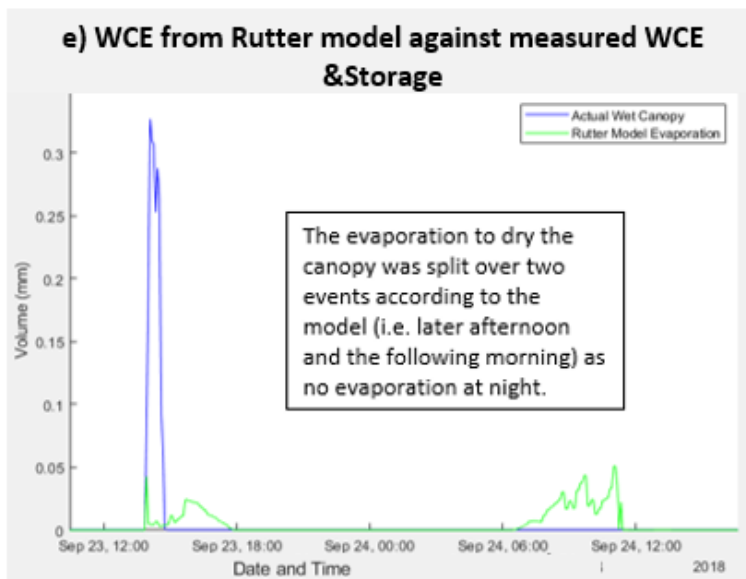 e) WCE from Rutter model against measured WCE
&Storage
Actual Wet Canopy
Rutter Model Evaporation
0.3
0.25
0.2
0.15
0.1
0.05
0
Volume (mm)
The evaporation to dry the
canopy was split over two
events according to the
model (i.e. later afternoon
and the following morning) as
no evaporation at night.
Sep 23, 12:00 Sep 23, 18:00 Sep 24, 00:00 Sep 24, 06:00 Sep 24, 12:00
Date and Time 2018